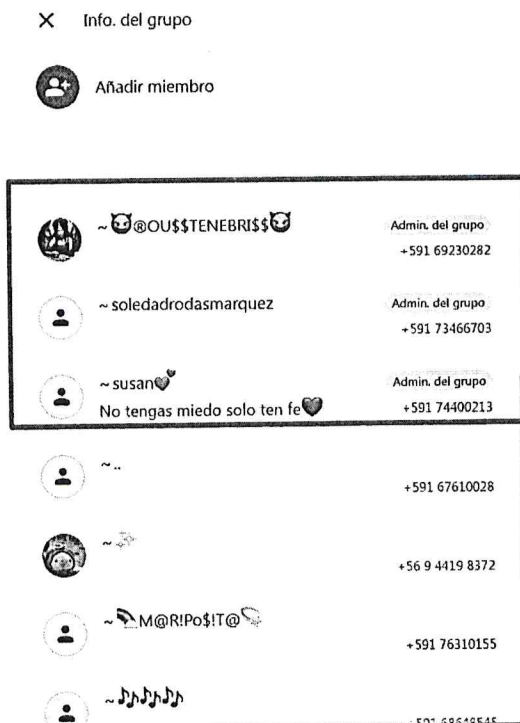 × Info. del grupo
Añadir miembro
~😈®OU$$TENEBRI$$😈 Admin. del grupo
+591 69230282
~ soledadrodasmarquez Admin. del grupo
+591 73466703
~ susan💕 Admin. del grupo
No tengas miedo solo ten fe🖤 +591 74400213
~ ..
+591 67610028
~ ✨
+56 9 4419 8372
~ M@R!Po$!T@
+591 76310155
~ 🎶🎶🎶
+591 68649545